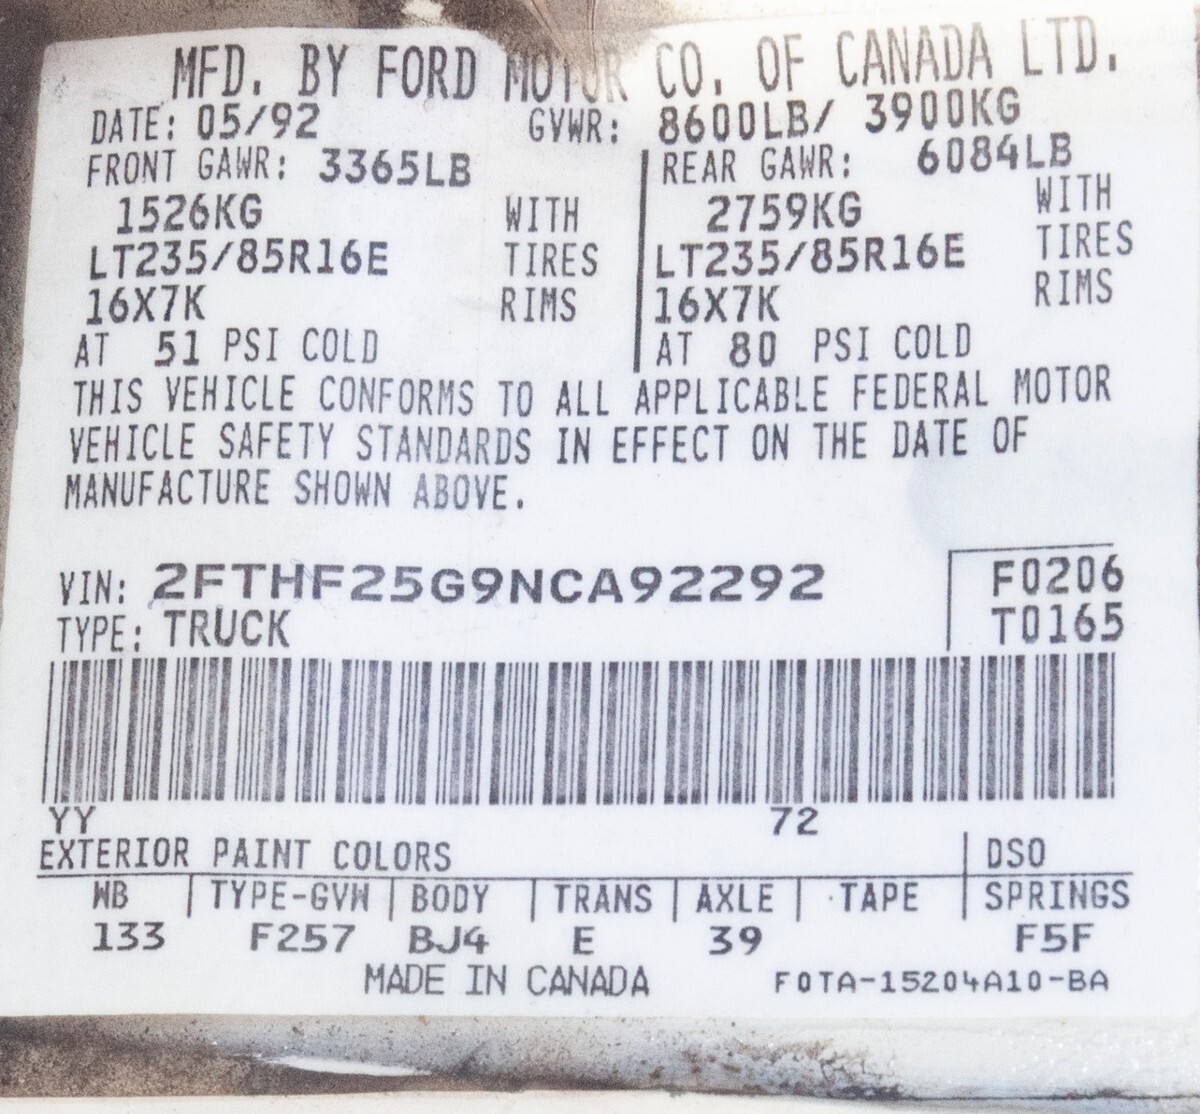 MFD. BY FORD MOTOR CO. OF CANADA LTD.
DATE: 05/92 GVWR: 8600LB/ 3900KG
FRONT GAWR: 3365LB REAR GAWR: 6084LB
1526KG WITH 2759KG WITH
LT235/85R16E TIRES LT235/85R16E TIRES
16X7K RIMS 16X7K RIMS
AT 51 PSI COLD AT 80 PSI COLD
THIS VEHICLE CONFORMS TO ALL APPLICABLE FEDERAL MOTOR
VEHICLE SAFETY STANDARDS IN EFFECT ON THE DATE OF
MANUFACTURE SHOWN ABOVE.
VIN: 2FTHF25G9NCA92292 F0206
TYPE: TRUCK T0165
YY 72
EXTERIOR PAINT COLORS DSO
WB TYPE-GVW BODY TRANS AXLE TAPE SPRINGS
133 F257 BJ4 E 39 F5F
MADE IN CANADA F0TA-15204A10-BA